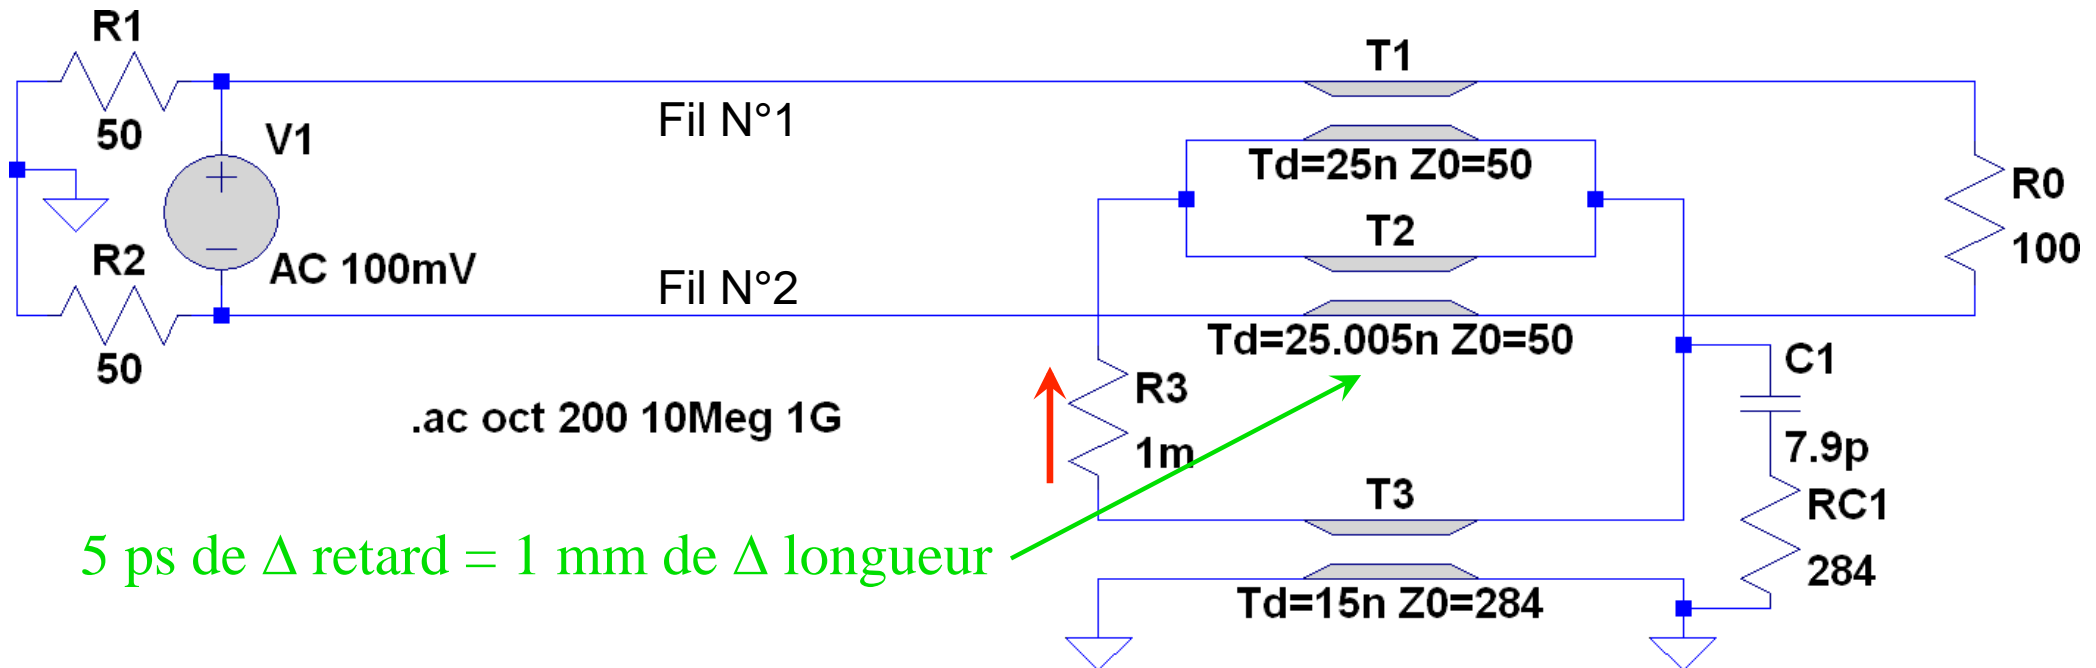 R1
50
V1
AC 100mV
R2
50
Fil N°1
Fil N°2
T1
Td=25n Z0=50
T2
Td=25.005n Z0=50
R0
100
.ac oct 200 10Meg 1G
R3
1m
C1
7.9p
RC1
284
T3
Td=15n Z0=284
5 ps de Δ retard = 1 mm de Δ longueur